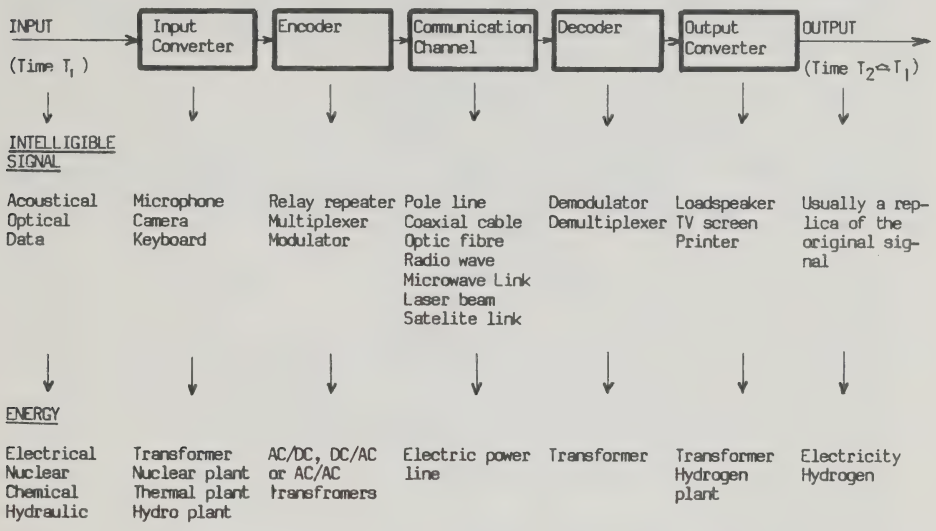 INPUT Input Encoder Communication Decoder Output OUTPUT
Converter Channel Converter
(Time T₁ ) (Time T₂≏T₁)
INTELLIGIBLE
SIGNAL
Acoustical Microphone Relay repeater Pole line Demodulator Loadspeaker Usually a rep-
Optical Camera Multiplexer Coaxial cable Demultiplexer TV screen lica of the
Data Keyboard Modulator Optic fibre Printer original sig-
Radio wave nal
Microwave Link
Laser beam
Satelite link
ENERGY
Electrical Transformer AC/DC, DC/AC Electric power Transformer Transformer Electricity
Nuclear Nuclear plant or AC/AC line Hydrogen Hydrogen
Chemical Thermal plant transfromers plant
Hydraulic Hydro plant